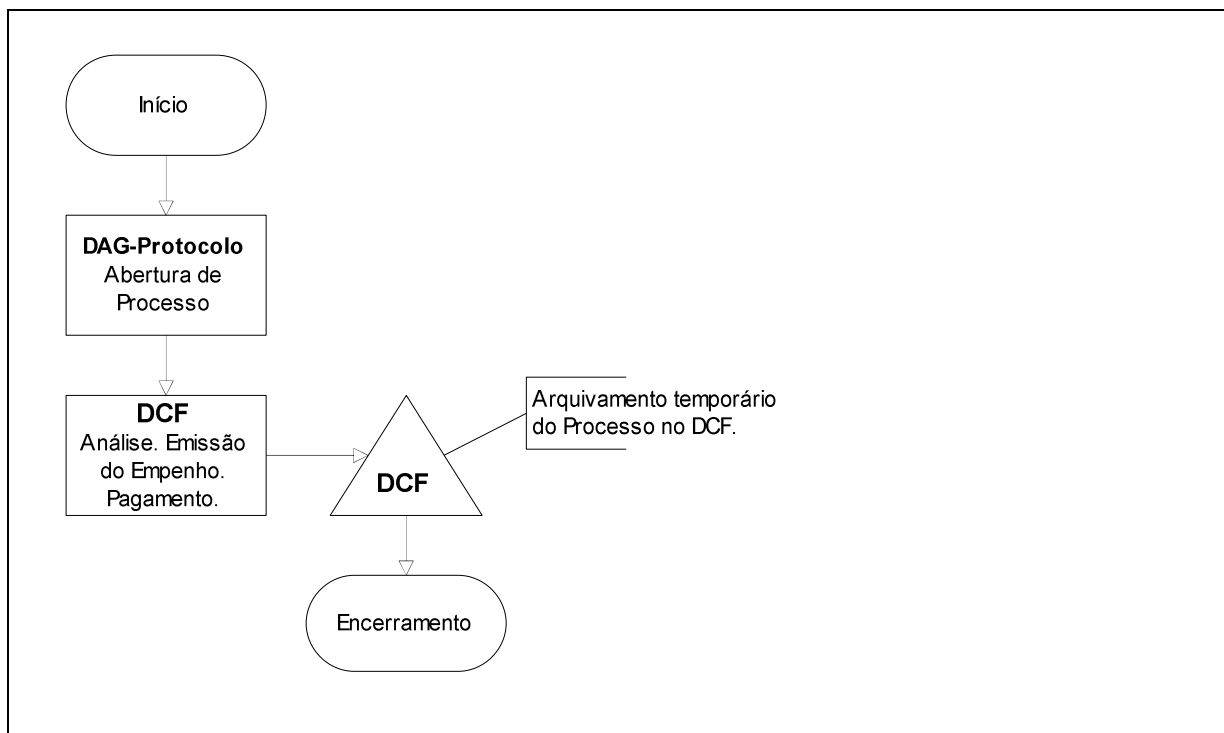 Início
DAG-Protocolo
Abertura de
Processo
DCF
Análise. Emissão
do Empenho.
Pagamento.
DCF
Arquivamento temporário
do Processo no DCF.
Encerramento